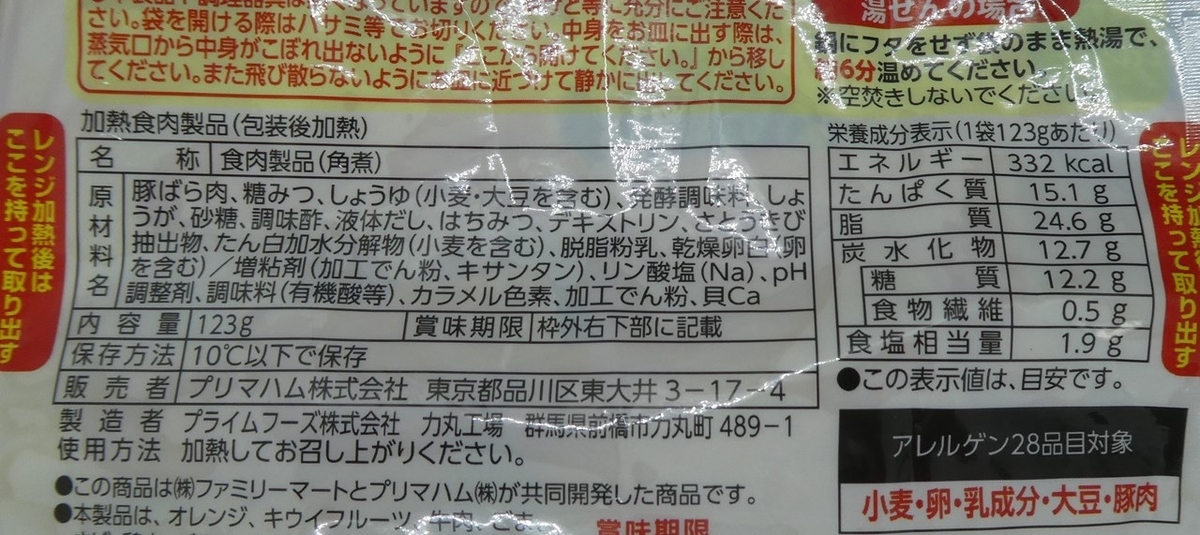 さい。袋を開ける際はハサミ等でお切りください。中身をお皿に出す際は、
蒸気口から中身がこぼれ出ないように『ここから開けてください。』から移し
てください。また飛び散らないようにお皿に近づけて静かに出してください。
湯せんの場合
鍋にフタをせず袋のまま熱湯で、
約6分温めてください。
※空焚きしないでください。
レンジ加熱後は
ここを持って取り出す
加熱食肉製品(包装後加熱)
名称 食肉製品(角煮)
原材料名 豚ばら肉、糖みつ、しょうゆ(小麦・大豆を含む)、発酵調味料、しょ
うが、砂糖、調味酢、液体だし、はちみつ、デキストリン、さとうきび
抽出物、たん白加水分解物(小麦を含む)、脱脂粉乳、乾燥卵白(卵
を含む)/増粘剤(加工でん粉、キサンタン)、リン酸塩(Na)、pH
調整剤、調味料(有機酸等)、カラメル色素、加工でん粉、貝Ca
内容量 123g 賞味期限 枠外右下部に記載
保存方法 10℃以下で保存
販売者 プリマハム株式会社 東京都品川区東大井3-17-4
製造者 プライムフーズ株式会社 力丸工場 群馬県前橋市力丸町489-1
使用方法 加熱してお召し上がりください。
●この商品は㈱ファミリーマートとプリマハム㈱が共同開発した商品です。
●本製品は、オレンジ、キウイフルーツ、牛肉、ごま、
賞味期限
栄養成分表示(1袋123gあたり)
エネルギー 332 kcal
たんぱく質 15.1 g
脂質 24.6 g
炭水化物 12.7 g
糖質 12.2 g
食物繊維 0.5 g
食塩相当量 1.9 g
●この表示値は、目安です。
アレルゲン28品目対象
小麦・卵・乳成分・大豆・豚肉
レンジ加熱後は
ここを持って取り出す